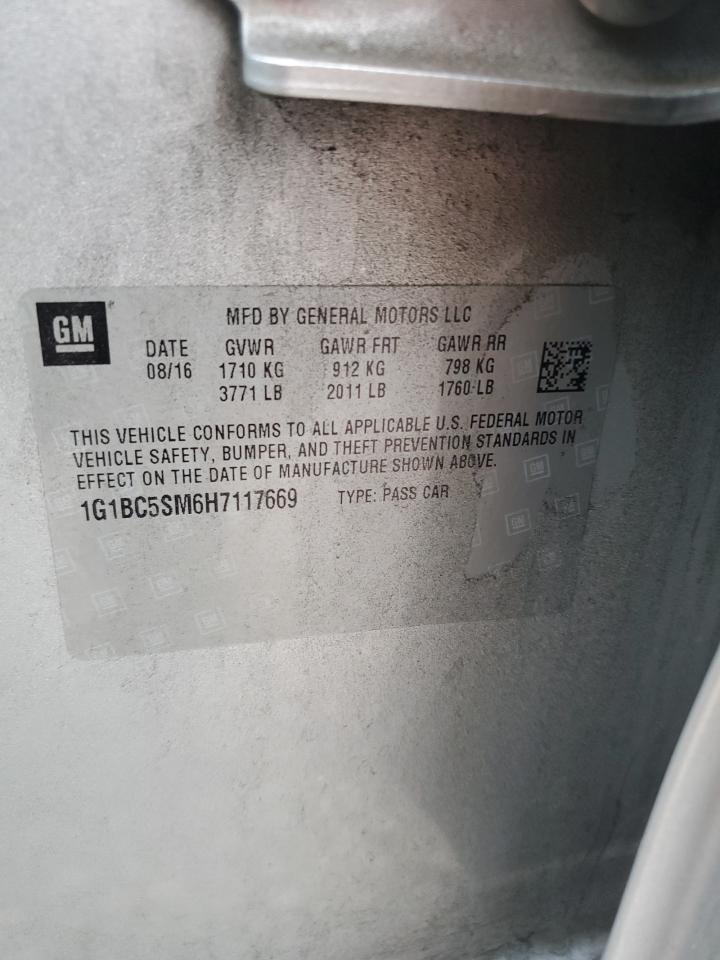 GM
MFD BY GENERAL MOTORS LLC
DATE GVWR GAWR FRT GAWR RR
08/16 1710 KG 912 KG 798 KG
3771 LB 2011 LB 1760 LB
THIS VEHICLE CONFORMS TO ALL APPLICABLE U.S. FEDERAL MOTOR
VEHICLE SAFETY, BUMPER, AND THEFT PREVENTION STANDARDS IN
EFFECT ON THE DATE OF MANUFACTURE SHOWN ABOVE.
1G1BC5SM6H7117669 TYPE: PASS CAR